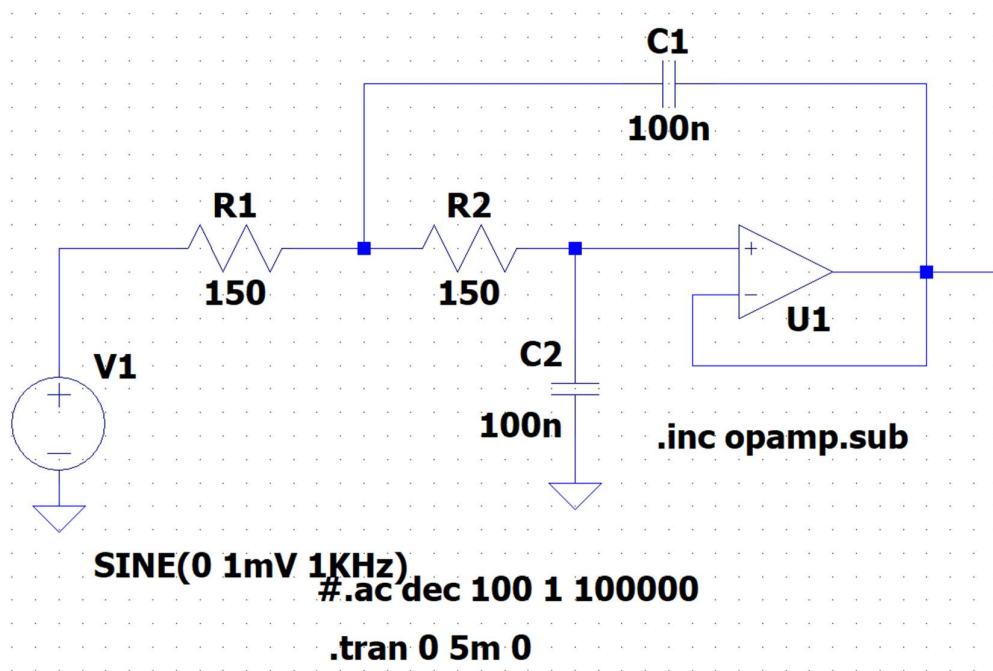 C1
100n
R1
R2
150
150
+
−
U1
C2
100n
V1
+
−
.inc opamp.sub
SINE(0 1mV 1KHz)
#.ac dec 100 1 100000
.tran 0 5m 0